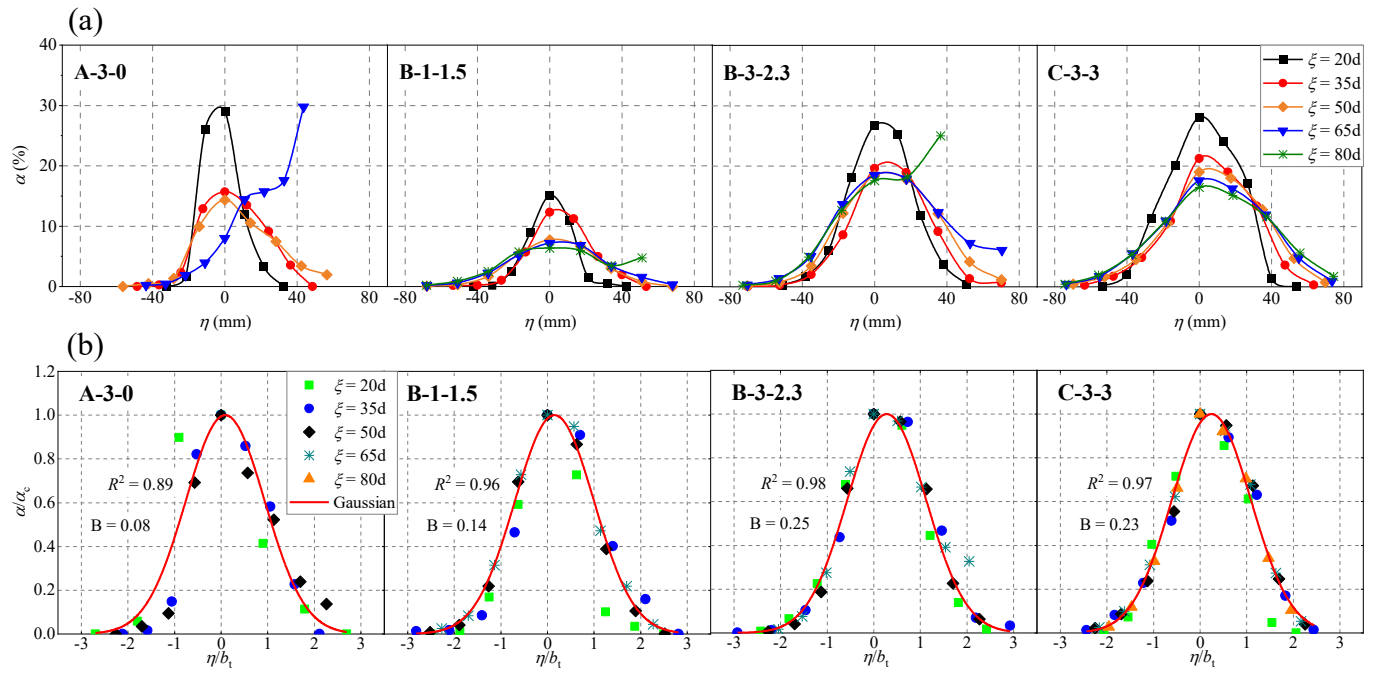 (a)
A-3-0
B-1-1.5
B-3-2.3
C-3-3
ξ = 20d
ξ = 35d
ξ = 50d
ξ = 65d
ξ = 80d
40
30
20
10
0
α (%)
-80 -40 0 40 80
-80 -40 0 40 80
-80 -40 0 40 80
-80 -40 0 40 80
η (mm)
η (mm)
η (mm)
η (mm)
(b)
A-3-0
B-1-1.5
B-3-2.3
C-3-3
ξ = 20d
ξ = 35d
ξ = 50d
ξ = 65d
ξ = 80d
Gaussian
R² = 0.89
B = 0.08
R² = 0.96
B = 0.14
R² = 0.98
B = 0.25
R² = 0.97
B = 0.23
1.2
1.0
0.8
0.6
0.4
0.2
0.0
α/αc
-3 -2 -1 0 1 2 3
-3 -2 -1 0 1 2 3
-3 -2 -1 0 1 2 3
-3 -2 -1 0 1 2 3
η/bt
η/bt
η/bt
η/bt